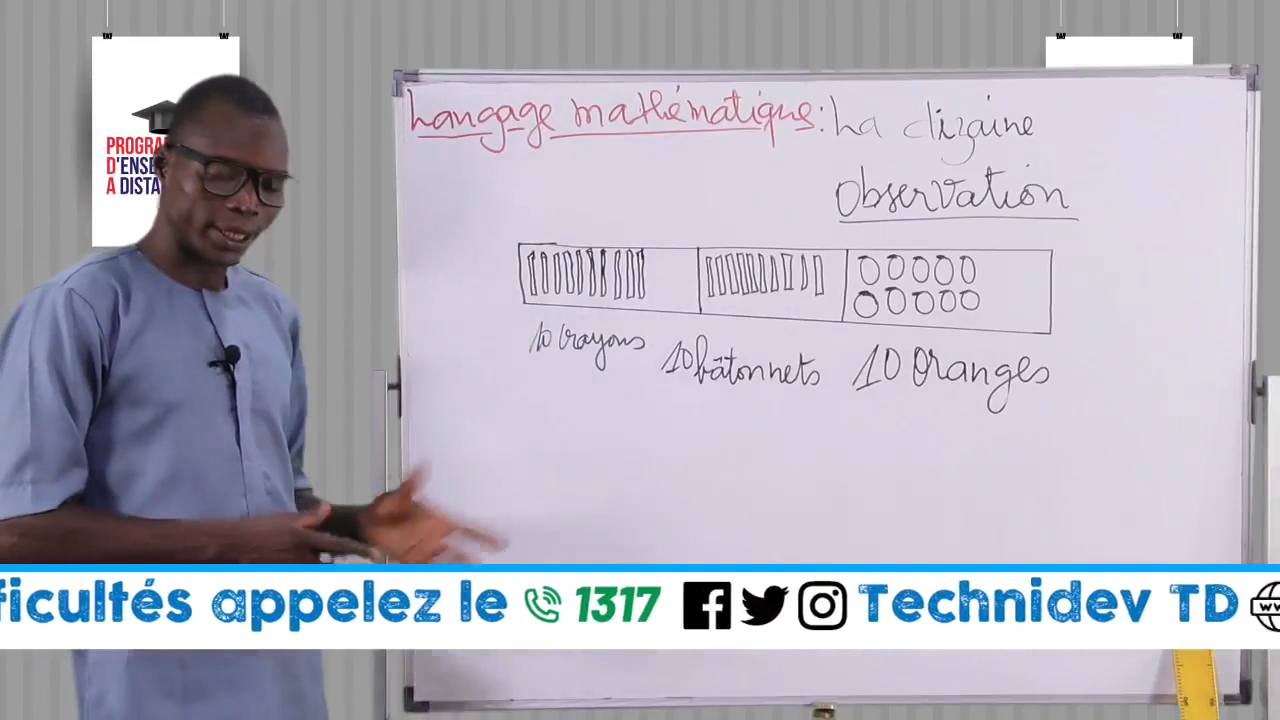 PROGRA
D'ENSE
A DISTA
Langage mathématique : La dizaine
Observation
10 crayons
10 bâtonnets
10 oranges
ficultés appelez le 1317 Technidev TD